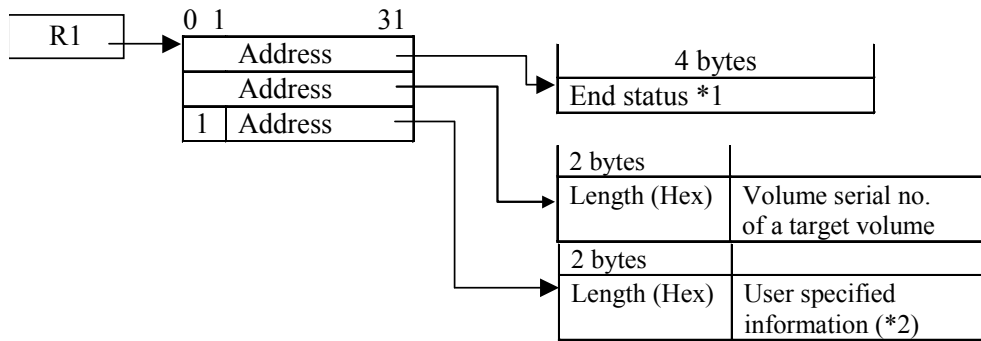 R1
0 1 31
Address
Address
1 Address
4 bytes
End status *1
2 bytes
Length (Hex) Volume serial no.
of a target volume
2 bytes
Length (Hex) User specified
information (*2)